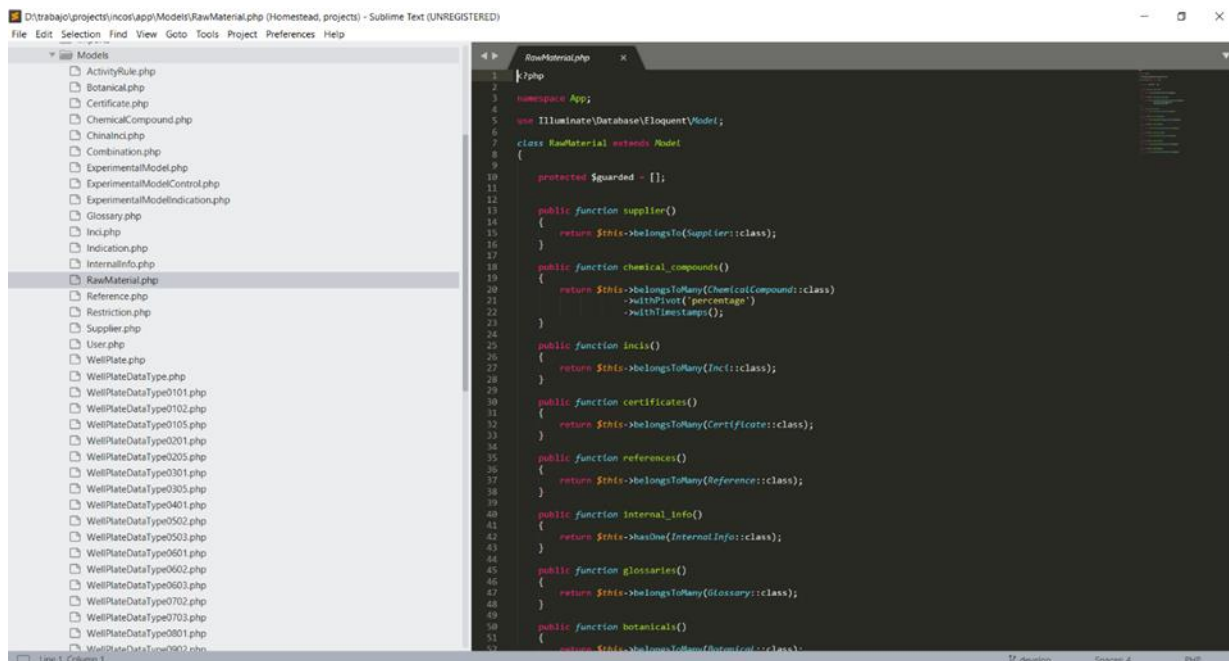 D:\trabajo\projects\incos\app\Models\RawMaterial.php (Homestead, projects) - Sublime Text (UNREGISTERED)
File Edit Selection Find View Goto Tools Project Preferences Help
Models
ActivityRule.php
Botanical.php
Certificate.php
ChemicalCompound.php
ChinaInci.php
Combination.php
ExperimentalModel.php
ExperimentalModelControl.php
ExperimentalModelIndication.php
Glossary.php
Inci.php
Indication.php
InternalInfo.php
RawMaterial.php
Reference.php
Restriction.php
Supplier.php
User.php
WellPlate.php
WellPlateDataType.php
WellPlateDataType0101.php
WellPlateDataType0102.php
WellPlateDataType0105.php
WellPlateDataType0201.php
WellPlateDataType0205.php
WellPlateDataType0301.php
WellPlateDataType0305.php
WellPlateDataType0401.php
WellPlateDataType0502.php
WellPlateDataType0503.php
WellPlateDataType0601.php
WellPlateDataType0602.php
WellPlateDataType0603.php
WellPlateDataType0702.php
WellPlateDataType0703.php
WellPlateDataType0801.php
WellPlateDataType0902.php
RawMaterial.php ×
1 <?php
2
3 namespace App;
4
5 use Illuminate\Database\Eloquent\Model;
6
7 class RawMaterial extends Model
8 {
9
10 protected $guarded = [];
11
12
13 public function supplier()
14 {
15 return $this->belongsTo(Supplier::class);
16 }
17
18 public function chemical_compounds()
19 {
20 return $this->belongsToMany(ChemicalCompound::class)
21 ->withPivot('percentage')
22 ->withTimestamps();
23 }
24
25 public function incis()
26 {
27 return $this->belongsToMany(Inci::class);
28 }
29
30 public function certificates()
31 {
32 return $this->belongsToMany(Certificate::class);
33 }
34
35 public function references()
36 {
37 return $this->belongsToMany(Reference::class);
38 }
39
40 public function internal_info()
41 {
42 return $this->hasOne(InternalInfo::class);
43 }
44
45 public function glossaries()
46 {
47 return $this->belongsToMany(Glossary::class);
48 }
49
50 public function botanicals()
51 {
52 return $this->belongsToMany(Botanical::class);
Line 1, Column 1
develop Spaces: 4 PHP